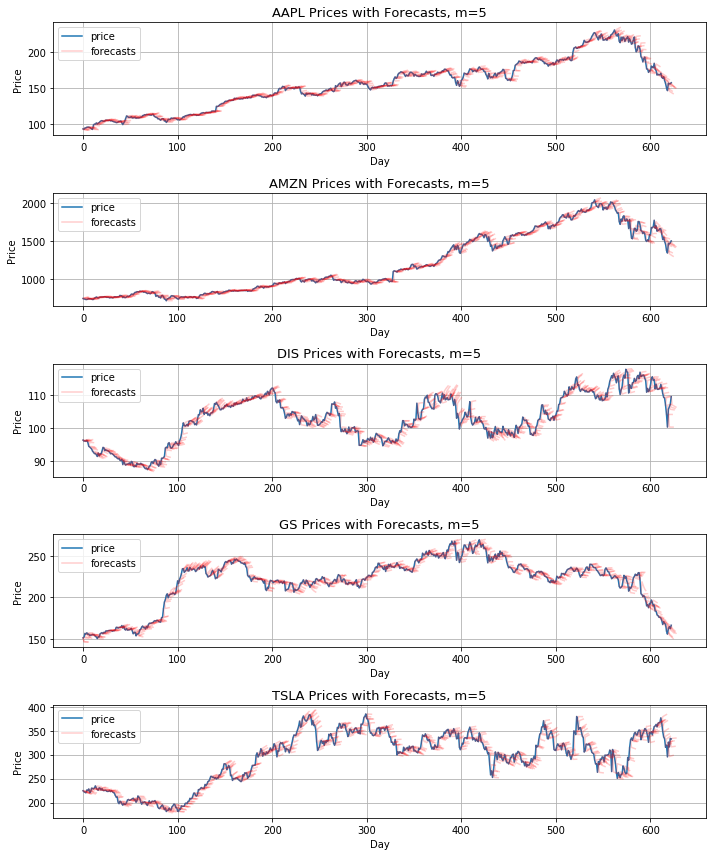 AAPL Prices with Forecasts, m=5
price
forecasts
200
150
100
Price
0 100 200 300 400 500 600
Day
AMZN Prices with Forecasts, m=5
price
forecasts
2000
1500
1000
Price
0 100 200 300 400 500 600
Day
DIS Prices with Forecasts, m=5
price
forecasts
110
100
90
Price
0 100 200 300 400 500 600
Day
GS Prices with Forecasts, m=5
price
forecasts
250
200
150
Price
0 100 200 300 400 500 600
Day
TSLA Prices with Forecasts, m=5
price
forecasts
400
350
300
250
200
Price
0 100 200 300 400 500 600
Day